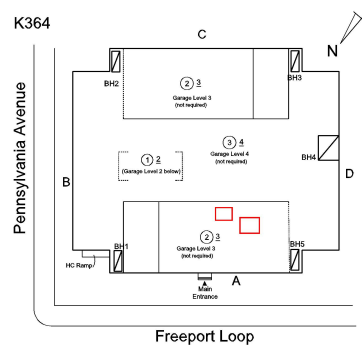 K364
C
N
BH2
② 3
Garage Level 3
(not required)
BH3
Pennsylvania Avenue
B
① 2
(Garage Level 2 below)
③ 4
Garage Level 4
(not required)
BH4
D
② 3
Garage Level 3
(not required)
BH1
BH5
HC Ramp
A
Main
Entrance
Freeport Loop